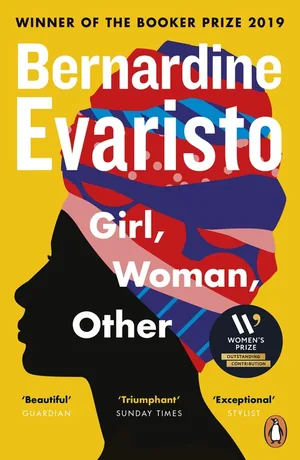 WINNER OF THE BOOKER PRIZE 2019
Bernardine
Evaristo
Girl,
Woman,
Other
W'
WOMEN'S
PRIZE
OUTSTANDING
CONTRIBUTION
'Beautiful' 'Triumphant' 'Exceptional'
GUARDIAN SUNDAY TIMES STYLIST